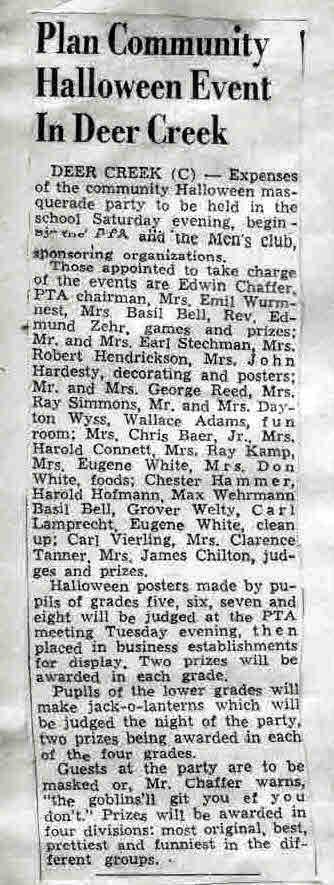 Plan Community
Halloween Event
In Deer Creek
DEER CREEK (C) — Expenses
of the community Halloween mas-
querade party to be held in the
school Saturday evening, begin -
the PTA and the Men's club,
sponsoring organizations.
Those appointed to take charge
of the events are Edwin Chaffer,
PTA chairman, Mrs. Emil Wurm-
nest, Mrs. Basil Bell, Rev. Ed-
mund Zehr, games and prizes;
Mr. and Mrs. Earl Stechman, Mrs.
Robert Hendrickson, Mrs. John
Hardesty, decorating and posters;
Mr. and Mrs. George Reed, Mrs.
Ray Simmons, Mr. and Mrs. Day-
ton Wyss, Wallace Adams, fun
room; Mrs. Chris Baer, Jr., Mrs.
Harold Connett, Mrs. Ray Kamp,
Mrs. Eugene White, Mrs. Don
White, foods; Chester Hammer,
Harold Hofmann, Max Wehrmann
Basil Bell, Grover Welty, Carl
Lamprecht, Eugene White, clean
up; Carl Vierling, Mrs. Clarence
Tanner, Mrs. James Chilton, jud-
ges and prizes.
Halloween posters made by pu-
pils of grades five, six, seven and
eight will be judged at the PTA
meeting Tuesday evening, then
placed in business establishments
for display. Two prizes will be
awarded in each grade.
Pupils of the lower grades will
make jack-o-lanterns which will
be judged the night of the party,
two prizes being awarded in each
of the four grades.
Guests at the party are to be
masked or, Mr. Chaffer warns,
"the goblins'll git you ef you
don't." Prizes will be awarded in
four divisions: most original, best,
prettiest and funniest in the dif-
ferent groups.